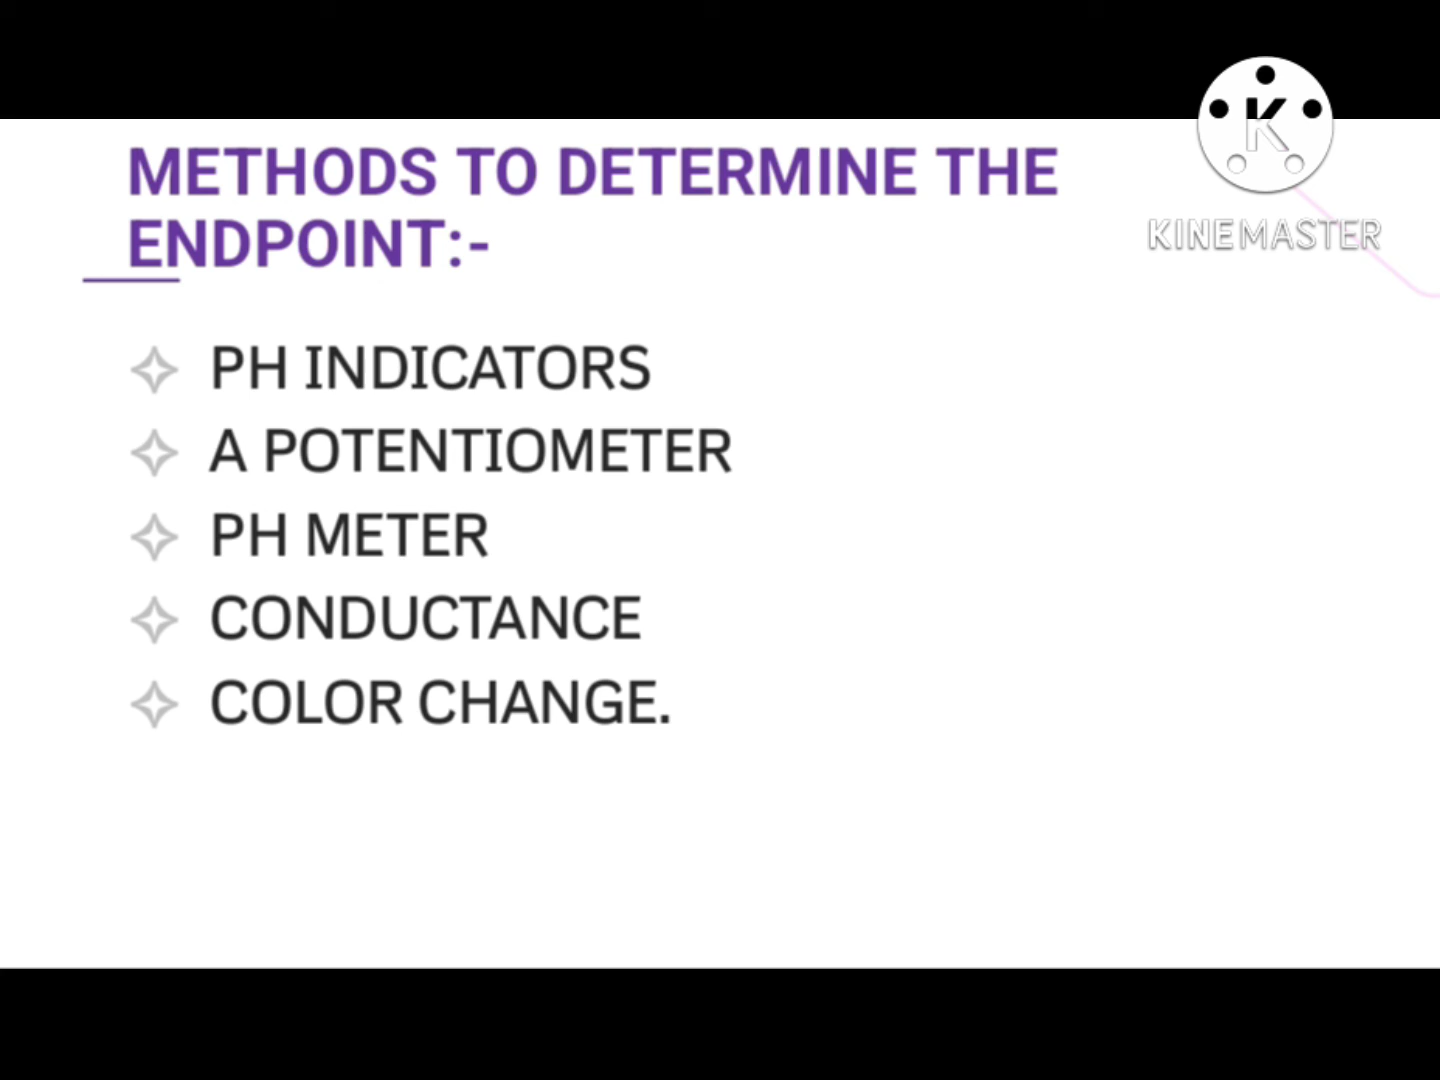 METHODS TO DETERMINE THE
ENDPOINT:-
K
KINEMASTER
PH INDICATORS
A POTENTIOMETER
PH METER
CONDUCTANCE
COLOR CHANGE.